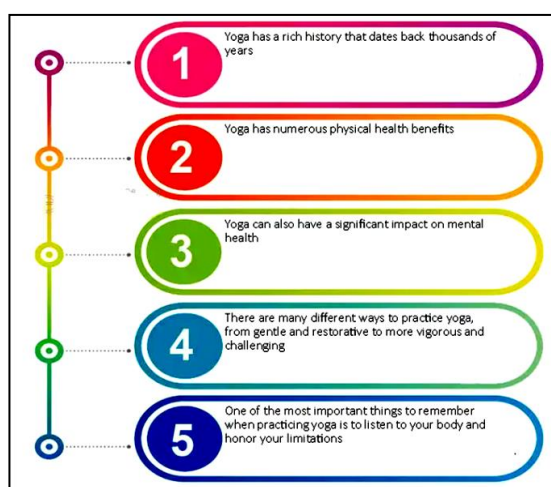 1
Yoga has a rich history that dates back thousands of
years
2
Yoga has numerous physical health benefits
3
Yoga can also have a significant impact on mental
health
4
There are many different ways to practice yoga,
from gentle and restorative to more vigorous and
challenging
5
One of the most important things to remember
when practicing yoga is to listen to your body and
honor your limitations